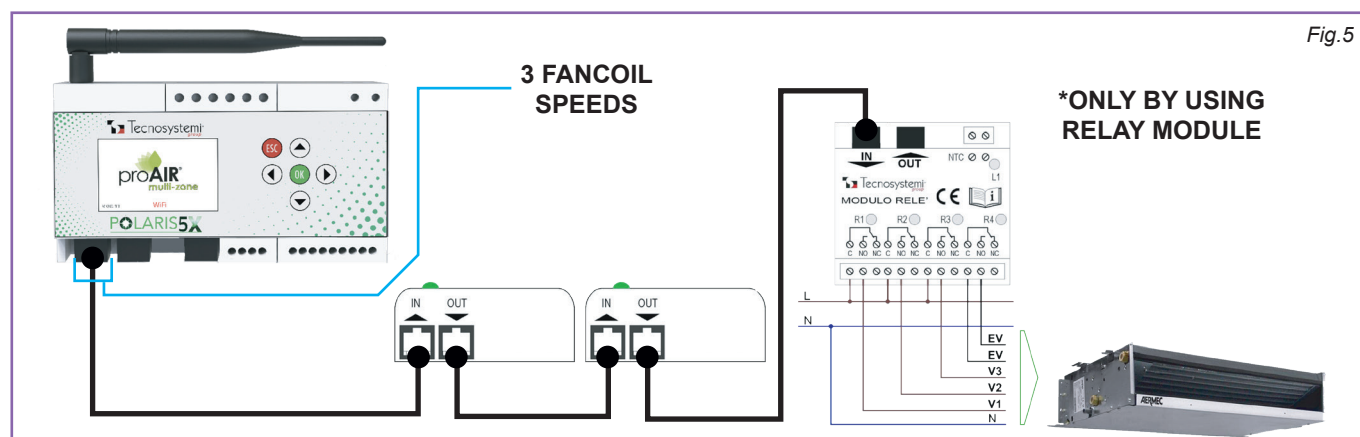 Fig.5
3 FANCOIL
SPEEDS
*ONLY BY USING
RELAY MODULE
Tecnosystemi
group
proAIR®
multi-zone
WiFi
POLARIS5X
ESC
OK
IN OUT
IN OUT
IN OUT
NTC
L1
Tecnosystemi
group
CE
i
MODULO RELE'
R1 R2 R3 R4
C NO NC C NO NC C NO NC C NO NC
L
N
EV
EV
V3
V2
V1
N
AERMEC